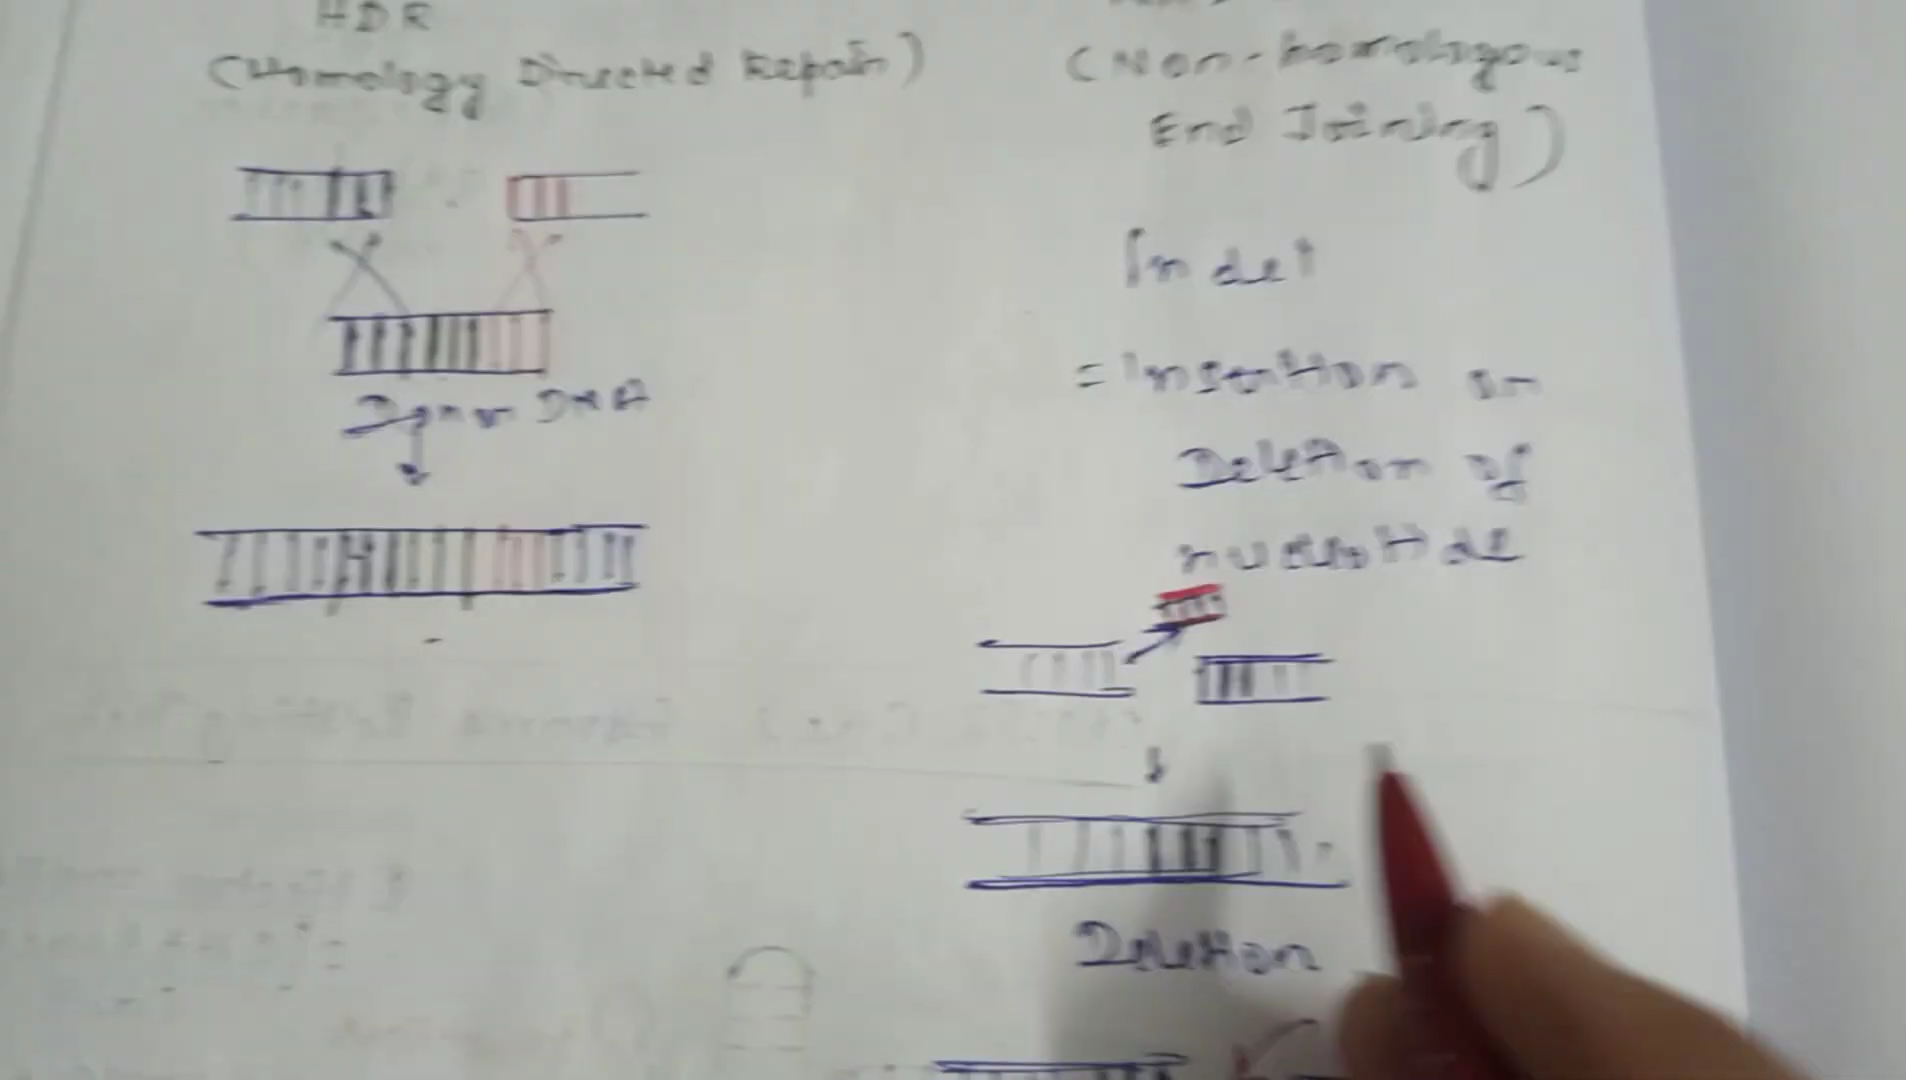 HDR
(Homology Directed Repair)
Donor DNA
(Non-homologous
End Joining)
Indel
= Insertion or
Deletion of
nucleotide
Deletion